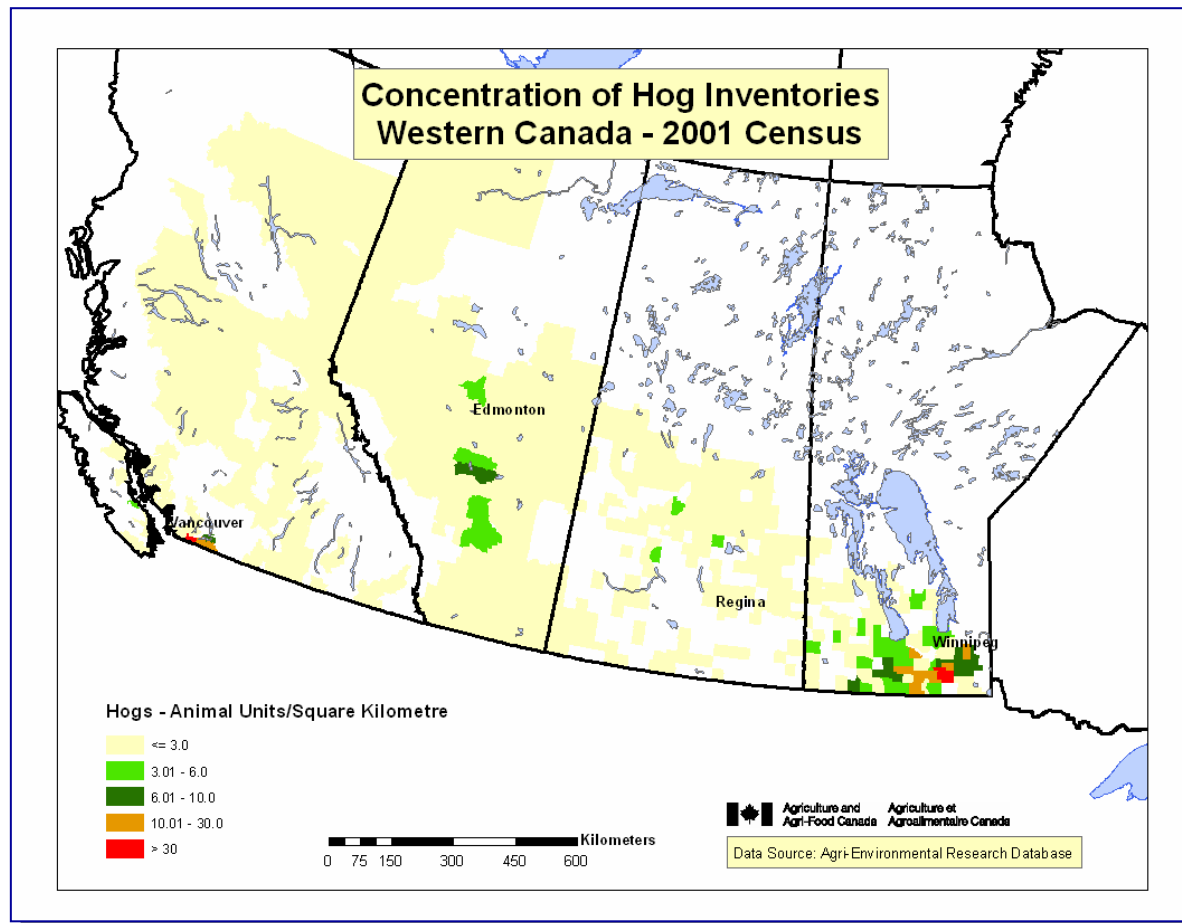 Concentration of Hog Inventories
Western Canada - 2001 Census
Edmonton
Vancouver
Regina
Winnipeg
Hogs - Animal Units/Square Kilometre
<= 3.0
3.01 - 6.0
6.01 - 10.0
10.01 - 30.0
> 30
Kilometers
0 75 150 300 450 600
Agriculture and Agriculture et
Agri-Food Canada Agroalimentaire Canada
Data Source: Agri-Environmental Research Database